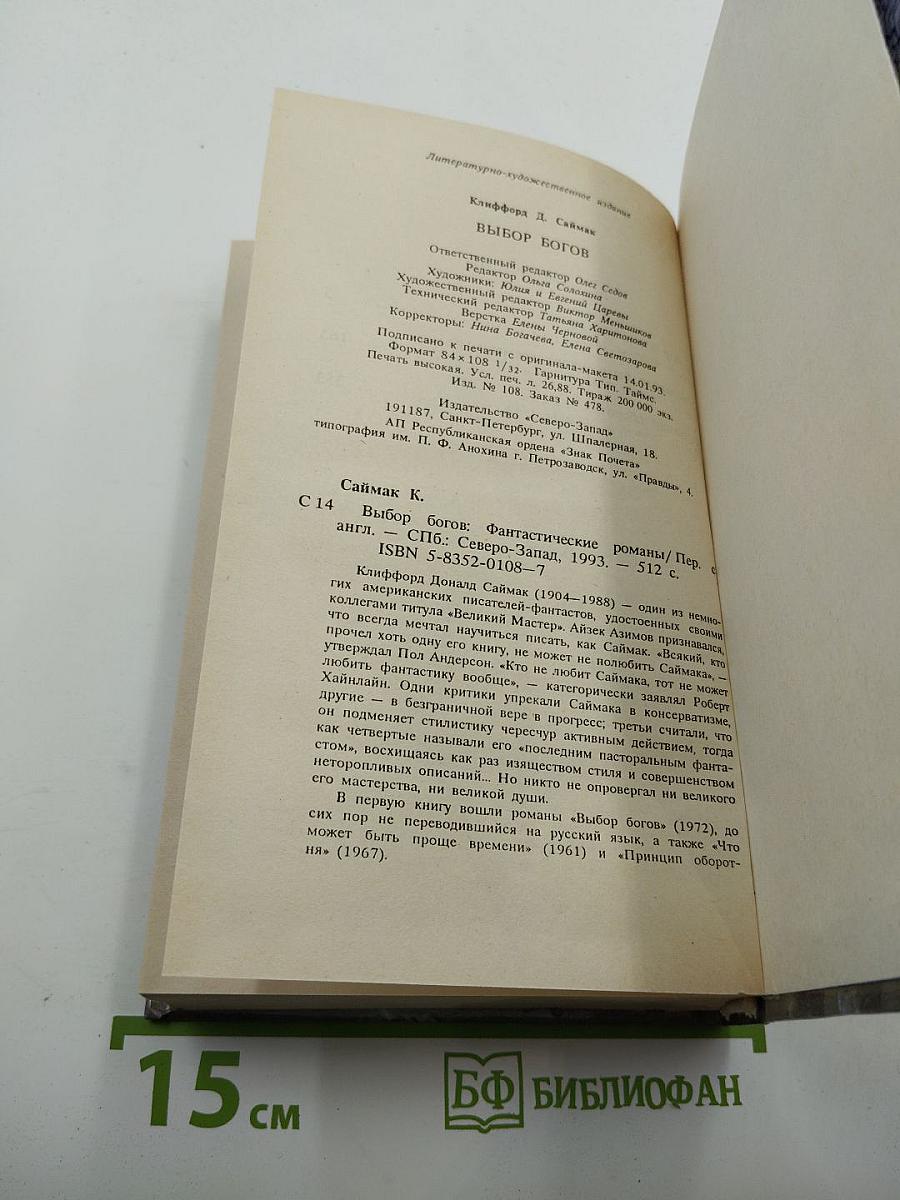 Литературно-художественное издание
Клиффорд Д. Саймак
ВЫБОР БОГОВ
Ответственный редактор Олег Седов
Редактор Ольга Солохина
Художники: Юлия и Евгений Царевы
Художественный редактор Виктор Меньшиков
Технический редактор Татьяна Харитонова
Верстка Елены Черновой
Корректоры: Нина Богачева, Елена Светозарова
Подписано к печати с оригинала-макета 14.01.93.
Формат 84×108 1/32. Гарнитура Тип. Таймс.
Печать высокая. Усл. печ. л. 26,88. Тираж 200 000 экз.
Изд. № 108. Заказ № 478.
Издательство «Северо-Запад»
191187, Санкт-Петербург, ул. Шпалерная, 18.
АП Республиканская ордена «Знак Почета»
типография им. П. Ф. Анохина г. Петрозаводск, ул. «Правды», 4.
Саймак К.
С 14 Выбор богов: Фантастические романы/ Пер. с
англ. — СПб.: Северо-Запад, 1993. — 512 с.
ISBN 5-8352-0108—7
Клиффорд Доналд Саймак (1904—1988) — один из немно-
гих американских писателей-фантастов, удостоенных своими
коллегами титула «Великий Мастер». Айзек Азимов признавался,
что всегда мечтал научиться писать, как Саймак. «Всякий, кто
прочел хоть одну его книгу, не может не полюбить Саймака», —
утверждал Пол Андерсон. «Кто не любит Саймака, тот не может
любить фантастику вообще», — категорически заявлял Роберт
Хайнлайн. Одни критики упрекали Саймака в консерватизме,
другие — в безграничной вере в прогресс; третьи считали, что
он подменяет стилистику чересчур активным действием, тогда
как четвертые называли его «последним пасторальным фанта-
стом», восхищаясь как раз изяществом стиля и совершенством
неторопливых описаний... Но никто не опровергал ни великого
его мастерства, ни великой души.
В первую книгу вошли романы «Выбор богов» (1972), до
сих пор не переводившийся на русский язык, а также «Что
может быть проще времени» (1961) и «Принцип оборот-
ня» (1967).
15 см
БФ БИБЛИОФАН